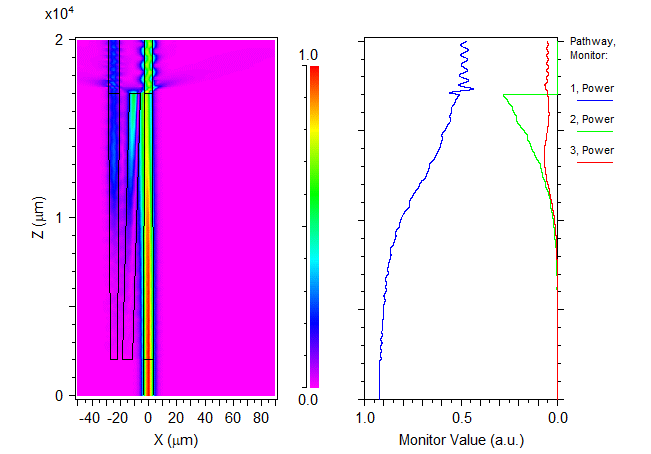 x10⁴
2
1
0
Z (μm)
-40 -20 0 20 40 60 80
X (μm)
1.0
0.0
1.0 0.5 0.0
Monitor Value (a.u.)
Pathway,
Monitor:
1, Power
2, Power
3, Power